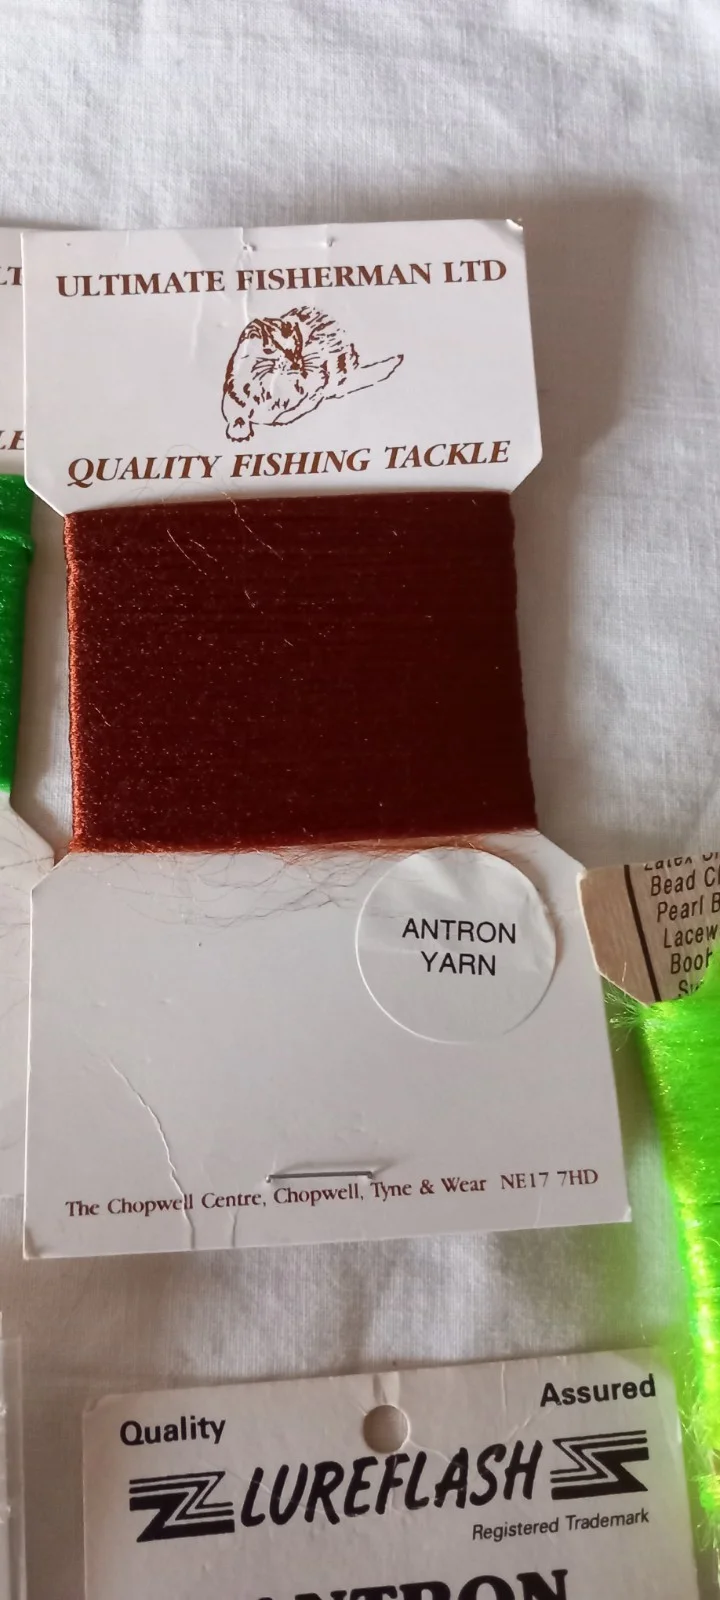 ULTIMATE FISHERMAN LTD
QUALITY FISHING TACKLE
ANTRON
YARN
The Chopwell Centre, Chopwell, Tyne & Wear NE17 7HD
Bead
Pearl
Quality
Assured
LUREFLASH
Registered Trademark
ANTRON